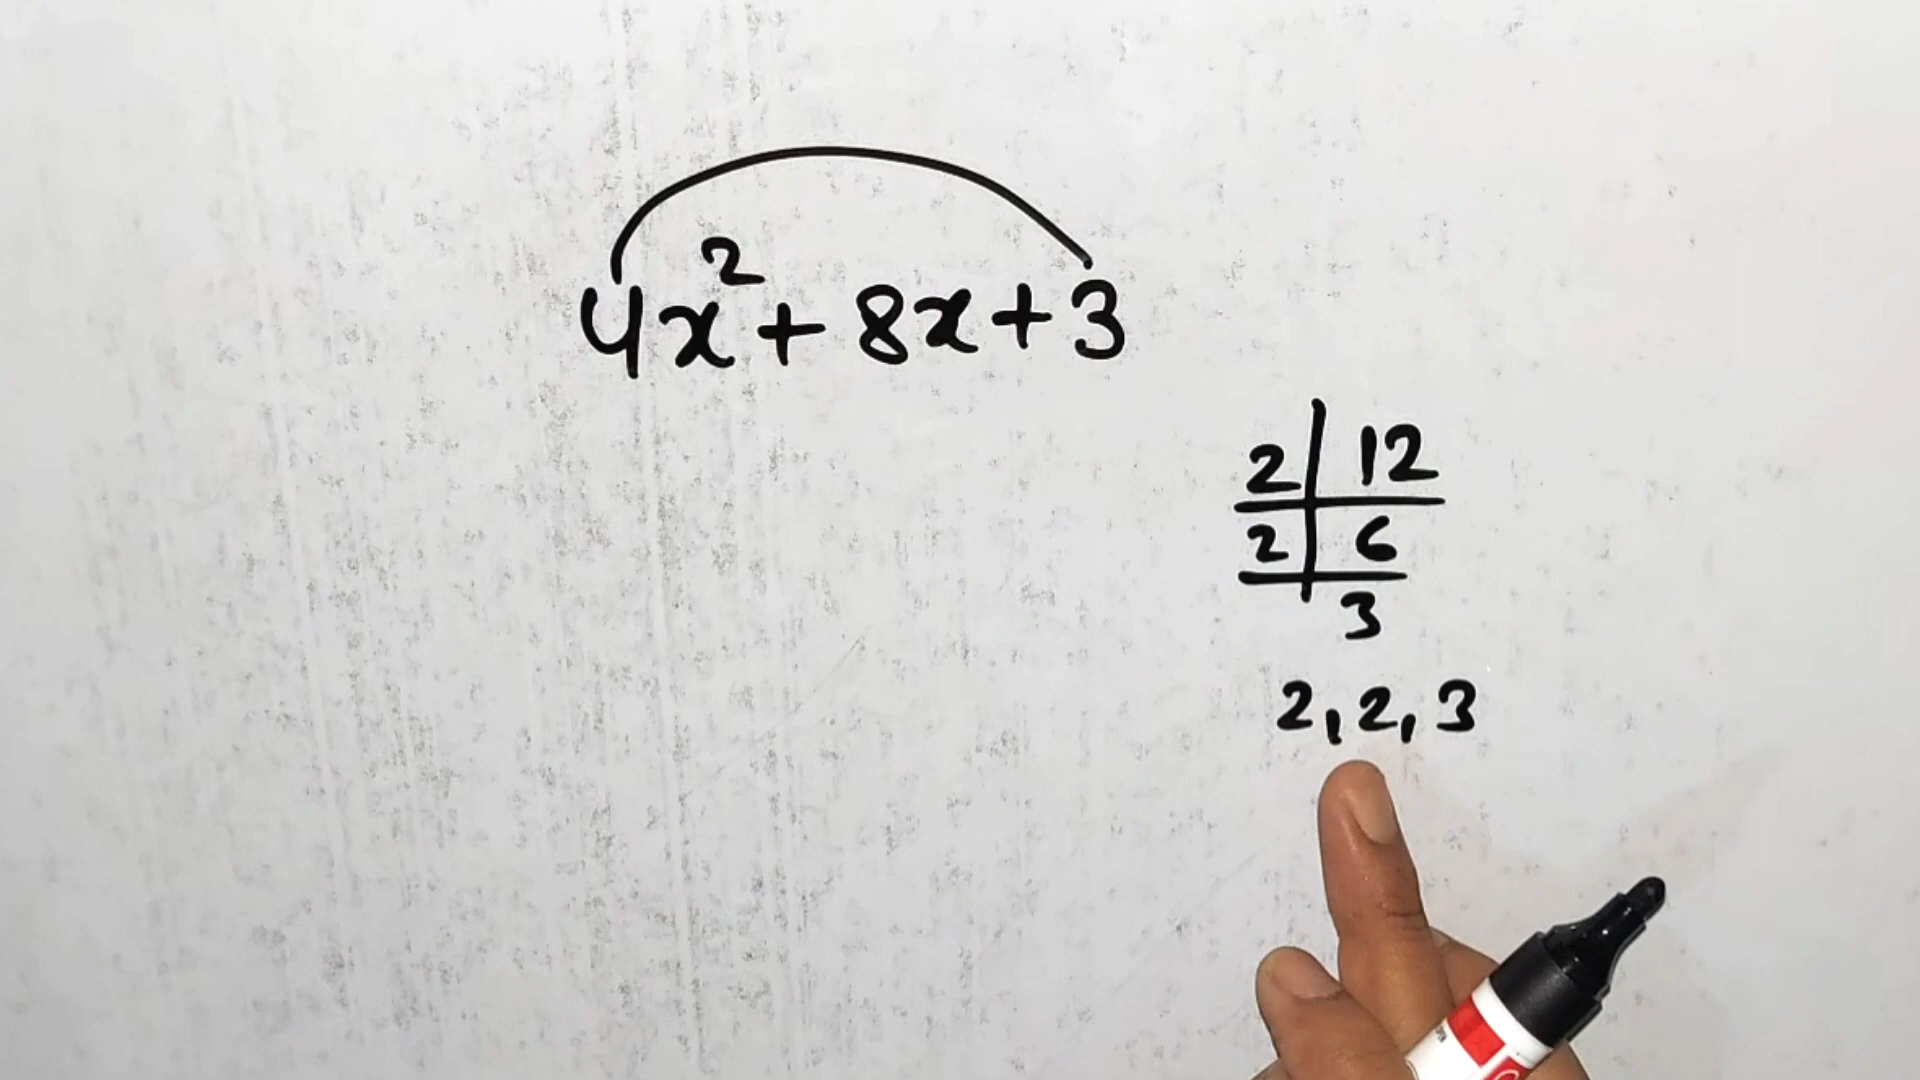 4x² + 8x + 3
2 | 12
2 | 6
3
2, 2, 3